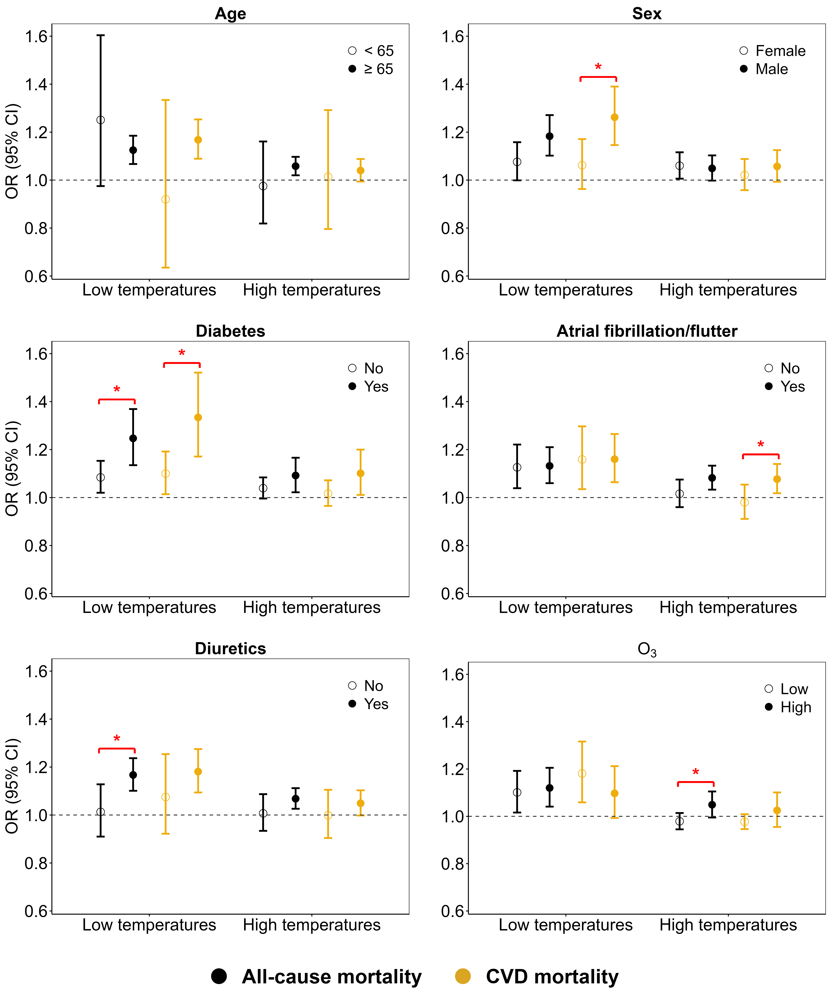 Age
OR (95% CI)
1.6
1.4
1.2
1.0
0.8
0.6
< 65
≥ 65
Low temperatures
High temperatures
Sex
1.6
1.4
1.2
1.0
0.8
0.6
Female
Male
*
Low temperatures
High temperatures
Diabetes
OR (95% CI)
1.6
1.4
1.2
1.0
0.8
0.6
No
Yes
*
*
Low temperatures
High temperatures
Atrial fibrillation/flutter
1.6
1.4
1.2
1.0
0.8
0.6
No
Yes
*
Low temperatures
High temperatures
Diuretics
OR (95% CI)
1.6
1.4
1.2
1.0
0.8
0.6
No
Yes
*
Low temperatures
High temperatures
O₃
1.6
1.4
1.2
1.0
0.8
0.6
Low
High
*
Low temperatures
High temperatures
All-cause mortality
CVD mortality